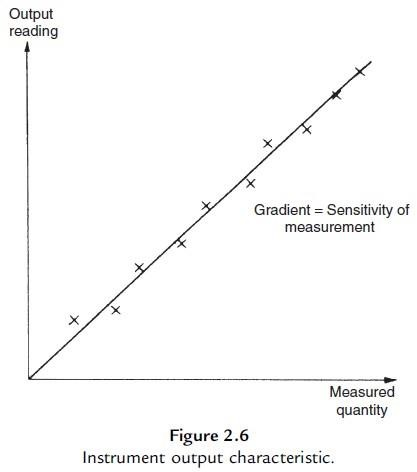 Output
reading
Gradient = Sensitivity of
measurement
Measured
quantity
Figure 2.6
Instrument output characteristic.